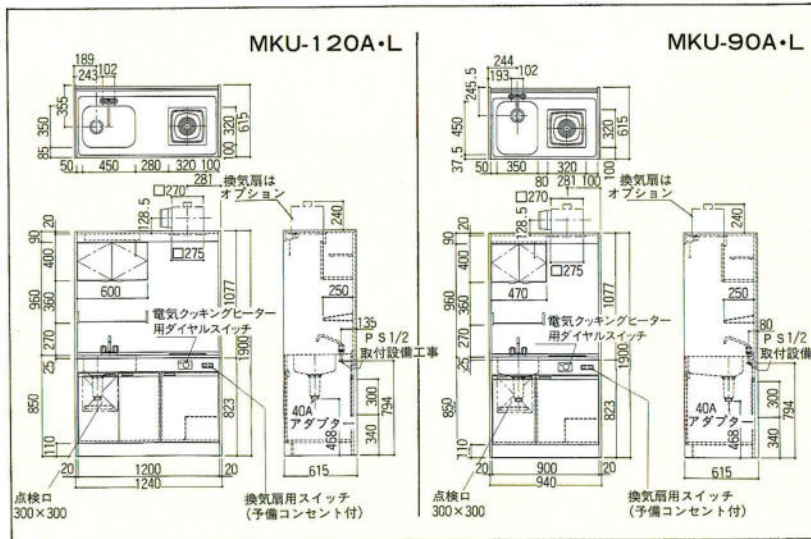 MKU-120A・L
189
102
243
355
350
85
320
615
100
50 450 280 320 100
281
□270
換気扇は
オプション
128.5
240
20
90
400
□275
600
250
960
360
1077
電気クッキングヒーター
用ダイヤルスイッチ
135
PS1/2
取付設備工事
270
1900
25
850
823
300
794
40A
アダプター
340
468
110
20 1200 20
1240
615
点検口
300×300
換気扇用スイッチ
(予備コンセント付)
MKU-90A・L
244
102
193
245.5
450
37.5
320
615
100
50 350 320
80 281 100
□270
換気扇は
オプション
128.5
240
20
90
400
□275
470
250
960
360
1077
電気クッキングヒーター
用ダイヤルスイッチ
80
PS1/2
取付設備
270
1900
25
850
823
300
794
40A
アダプター
340
468
110
20 900 20
940
615
点検口
300×300
換気扇用スイッチ
(予備コンセント付)